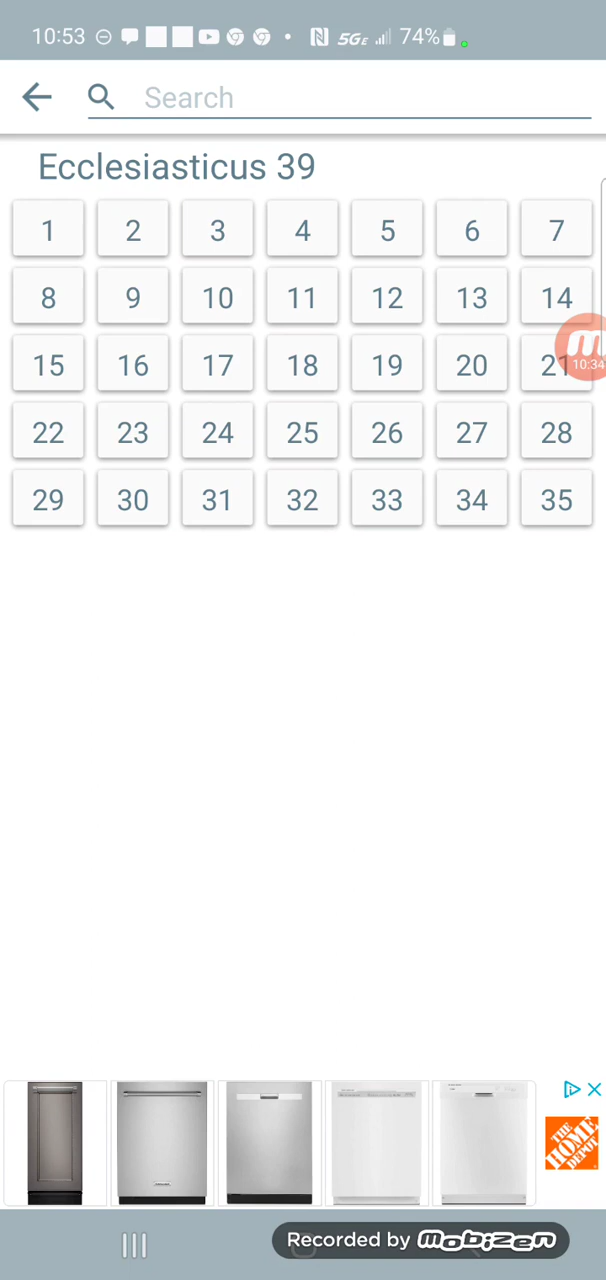 10:53 5GE 74%
Search
Ecclesiasticus 39
1 2 3 4 5 6 7
8 9 10 11 12 13 14
15 16 17 18 19 20 21
10:34
22 23 24 25 26 27 28
29 30 31 32 33 34 35
THE HOME DEPOT
Recorded by mobizen